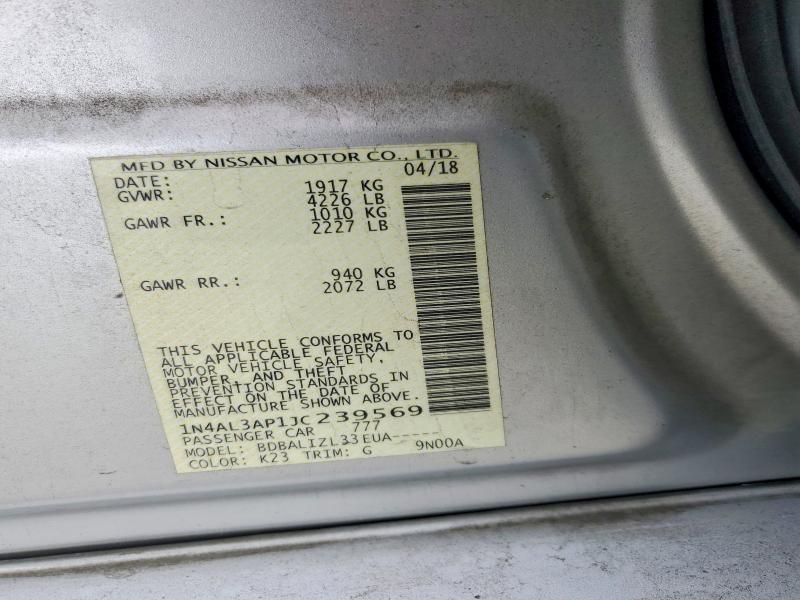 MFD BY NISSAN MOTOR CO., LTD.
DATE: 04/18
GVWR: 1917 KG
4226 LB
GAWR FR.: 1010 KG
2227 LB
GAWR RR.: 940 KG
2072 LB
THIS VEHICLE CONFORMS TO
ALL APPLICABLE FEDERAL
MOTOR VEHICLE SAFETY,
BUMPER, AND THEFT
PREVENTION STANDARDS IN
EFFECT ON THE DATE OF
MANUFACTURE SHOWN ABOVE.
1N4AL3AP1JC239569
PASSENGER CAR 777
MODEL: BDBALIZL33EUA-----
COLOR: K23 TRIM: G 9N00A